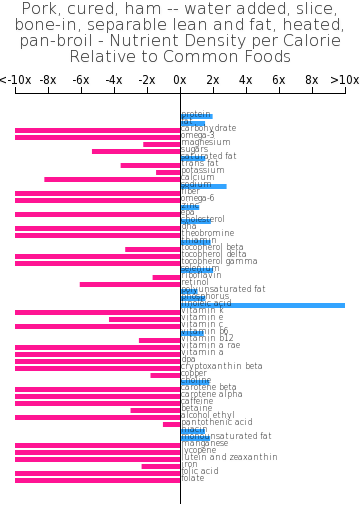 Pork, cured, ham -- water added, slice,
bone-in, separable lean and fat, heated,
pan-broil - Nutrient Density per Calorie
Relative to Common Foods
<-10x -8x -6x -4x -2x 0x 2x 4x 6x 8x >10x
protein
fat
carbohydrate
omega-3
magnesium
sugars
saturated fat
trans fat
potassium
calcium
sodium
fiber
omega-6
zinc
epa
cholesterol
dha
theobromine
thiamin
tocopherol beta
tocopherol delta
tocopherol gamma
selenium
riboflavin
retinol
polyunsaturated fat
phosphorus
linoleic acid
vitamin k
vitamin e
vitamin c
vitamin b6
vitamin b12
vitamin a rae
vitamin a
dpa
cryptoxanthin beta
copper
choline
carotene beta
carotene alpha
caffeine
betaine
alcohol ethyl
pantothenic acid
niacin
monounsaturated fat
manganese
lycopene
lutein and zeaxanthin
iron
folic acid
folate